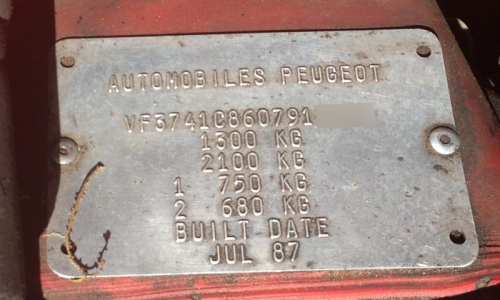 AUTOMOBILES PEUGEOT
VF3741C860791
1300 KG
2100 KG
1 750 KG
2 680 KG
BUILT DATE
JUL 87